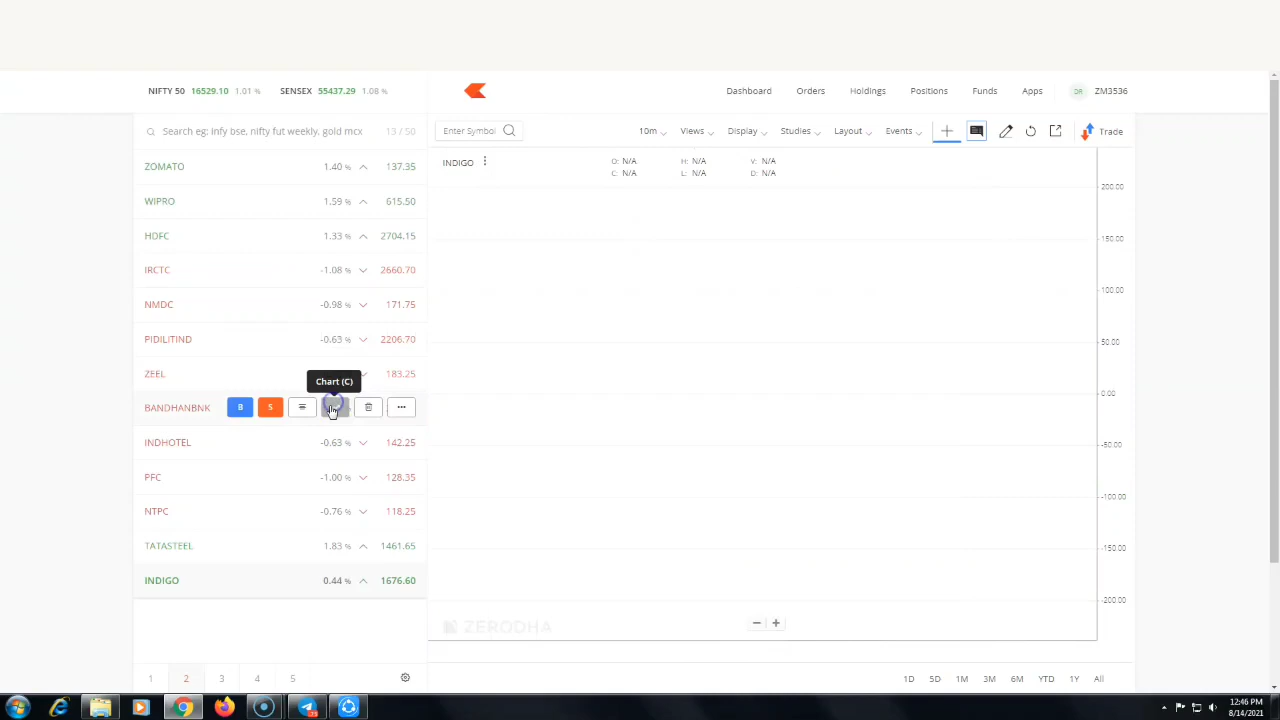 NIFTY 50 16529.10 1.01 % SENSEX 55437.29 1.08 %
Dashboard Orders Holdings Positions Funds Apps DR ZM3536
Search eg: infy bse, nifty fut weekly, gold mcx 3 / 50
Enter Symbol 10m Views Display Studies Layout Events Trade
ZOMATO 1.40 % 137.35
WIPRO 1.59 % 615.50
HDFC 1.33 % 2704.15
IRCTC -1.08 % 2660.70
NMDC -0.98 % 171.75
PIDILITIND -0.63 % 2206.70
ZEEL 183.25
Chart (C)
BANDHANBNK B S
INDHOTEL -0.63 % 142.25
PFC -1.00 % 128.35
NTPC -0.76 % 118.25
TATASTEEL 1.83 % 1461.65
INDIGO 0.44 % 1676.60
1 2 3 4 5
INDIGO
O: N/A H: N/A V: N/A
C: N/A L: N/A D: N/A
200.00
150.00
100.00
50.00
0.00
-50.00
-100.00
-150.00
-200.00
ZERODHA
1D 5D 1M 3M 6M YTD 1Y All
12:46 PM
8/14/2021